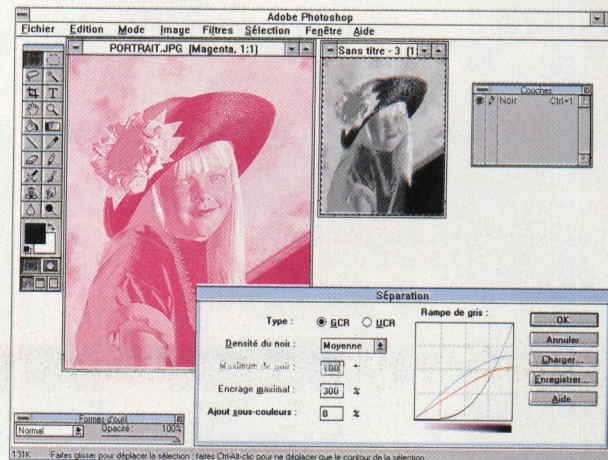 Adobe Photoshop
Fichier Edition Mode Image Filtres Sélection Fenêtre Aide
PORTRAIT.JPG (Magenta, 1:1)
Sans titre - 3 (1:
Couches
Noir Ctrl+1
T
Séparation
Type : GCR UCR
Densité du noir : Moyenne
Maximum de noir : 100 %
Encrage maximal : 300 %
Ajout sous-couleurs : 0 %
Rampe de gris :
OK
Annuler
Charger...
Enregistrer...
Aide
Formes d'outil
Normal Opacité : 100%
131K Faites glisser pour déplacer la sélection ; faites Ctrl-Alt-clic pour ne déplacer que le contour de la sélection